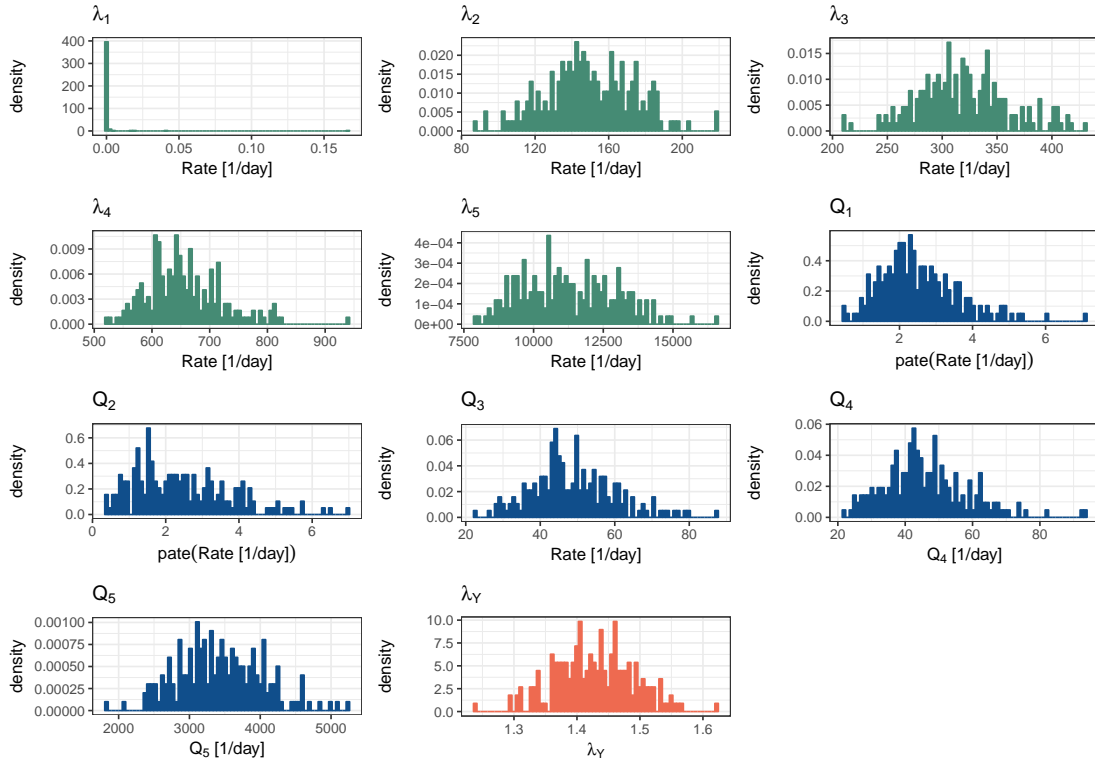 λ1
density
400
300
200
100
0
0.00 0.05 0.10 0.15
Rate [1/day]
λ2
density
0.020
0.015
0.010
0.005
0.000
80 120 160 200
Rate [1/day]
λ3
density
0.015
0.010
0.005
0.000
200 250 300 350 400
Rate [1/day]
λ4
density
0.009
0.006
0.003
0.000
500 600 700 800 900
Rate [1/day]
λ5
density
4e−04
3e−04
2e−04
1e−04
0e+00
7500 10000 12500 15000
Rate [1/day]
Q1
density
0.4
0.2
0.0
2 4 6
pate(Rate [1/day])
Q2
density
0.6
0.4
0.2
0.0
0 2 4 6
pate(Rate [1/day])
Q3
density
0.06
0.04
0.02
0.00
20 40 60 80
Rate [1/day]
Q4
density
0.06
0.04
0.02
0.00
20 40 60 80
Q4 [1/day]
Q5
density
0.00100
0.00075
0.00050
0.00025
0.00000
2000 3000 4000 5000
Q5 [1/day]
λY
density
10.0
7.5
5.0
2.5
0.0
1.3 1.4 1.5 1.6
λY